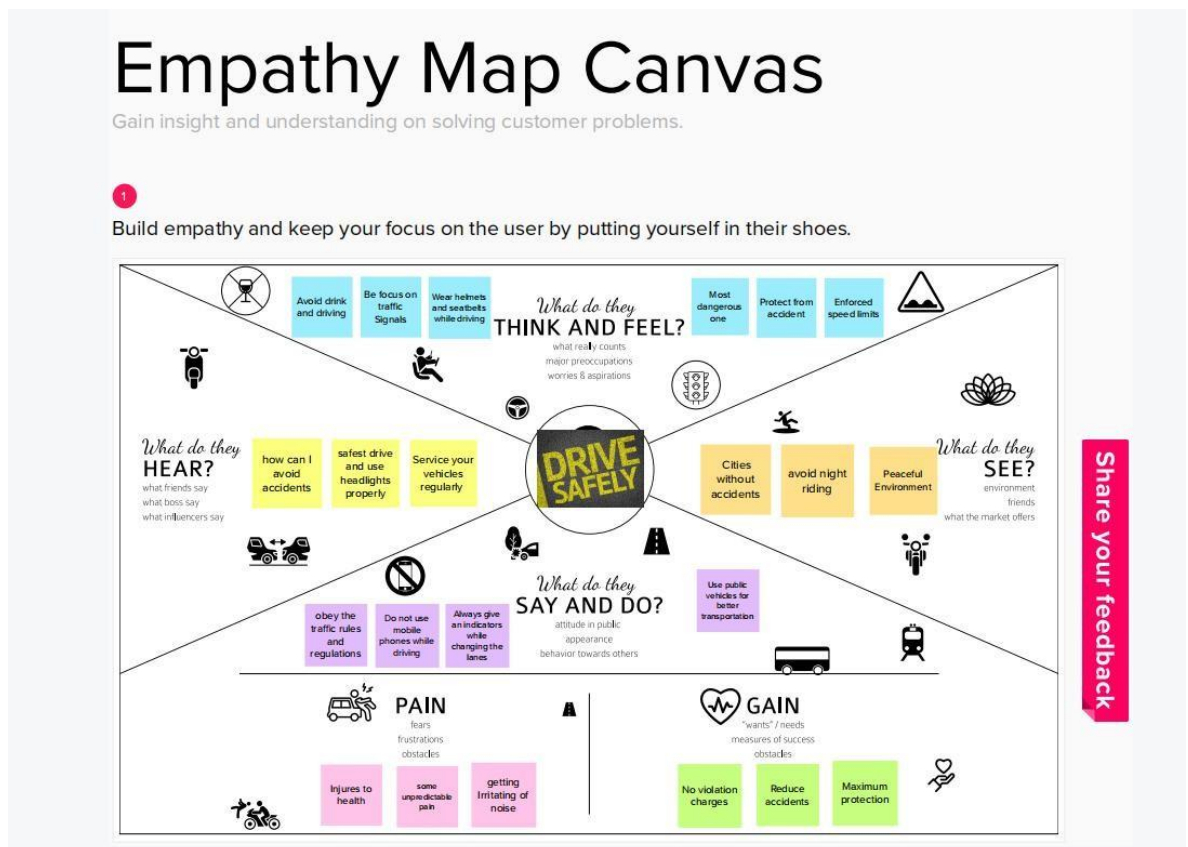 Empathy Map Canvas
Gain insight and understanding on solving customer problems.
1
Build empathy and keep your focus on the user by putting yourself in their shoes.
Avoid drink
and driving
Be focus on
traffic
Signals
Wear helmets
and seatbelts
while driving
What do they
THINK AND FEEL?
what really counts
major preoccupations
worries & aspirations
Most
dangerous
one
Protect from
accident
Enforced
speed limits
What do they
HEAR?
what friends say
what boss say
what influencers say
how can I
avoid
accidents
safest drive
and use
headlights
properly
Service your
vehicles
regularly
DRIVE
SAFELY
Cities
without
accidents
avoid night
riding
Peaceful
Environment
What do they
SEE?
environment
friends
what the market offers
obey the
traffic rules
and
regulations
Do not use
mobile
phones while
driving
Always give
an indicators
while
changing the
lanes
What do they
SAY AND DO?
attitude in public
appearance
behavior towards others
Use public
vehicles for
better
transportation
PAIN
fears
frustrations
obstacles
Injures to
health
some
unpredictable
pain
getting
Irritating of
noise
GAIN
"wants" / needs
measures of success
obstacles
No violation
charges
Reduce
accidents
Maximum
protection
Share your feedback